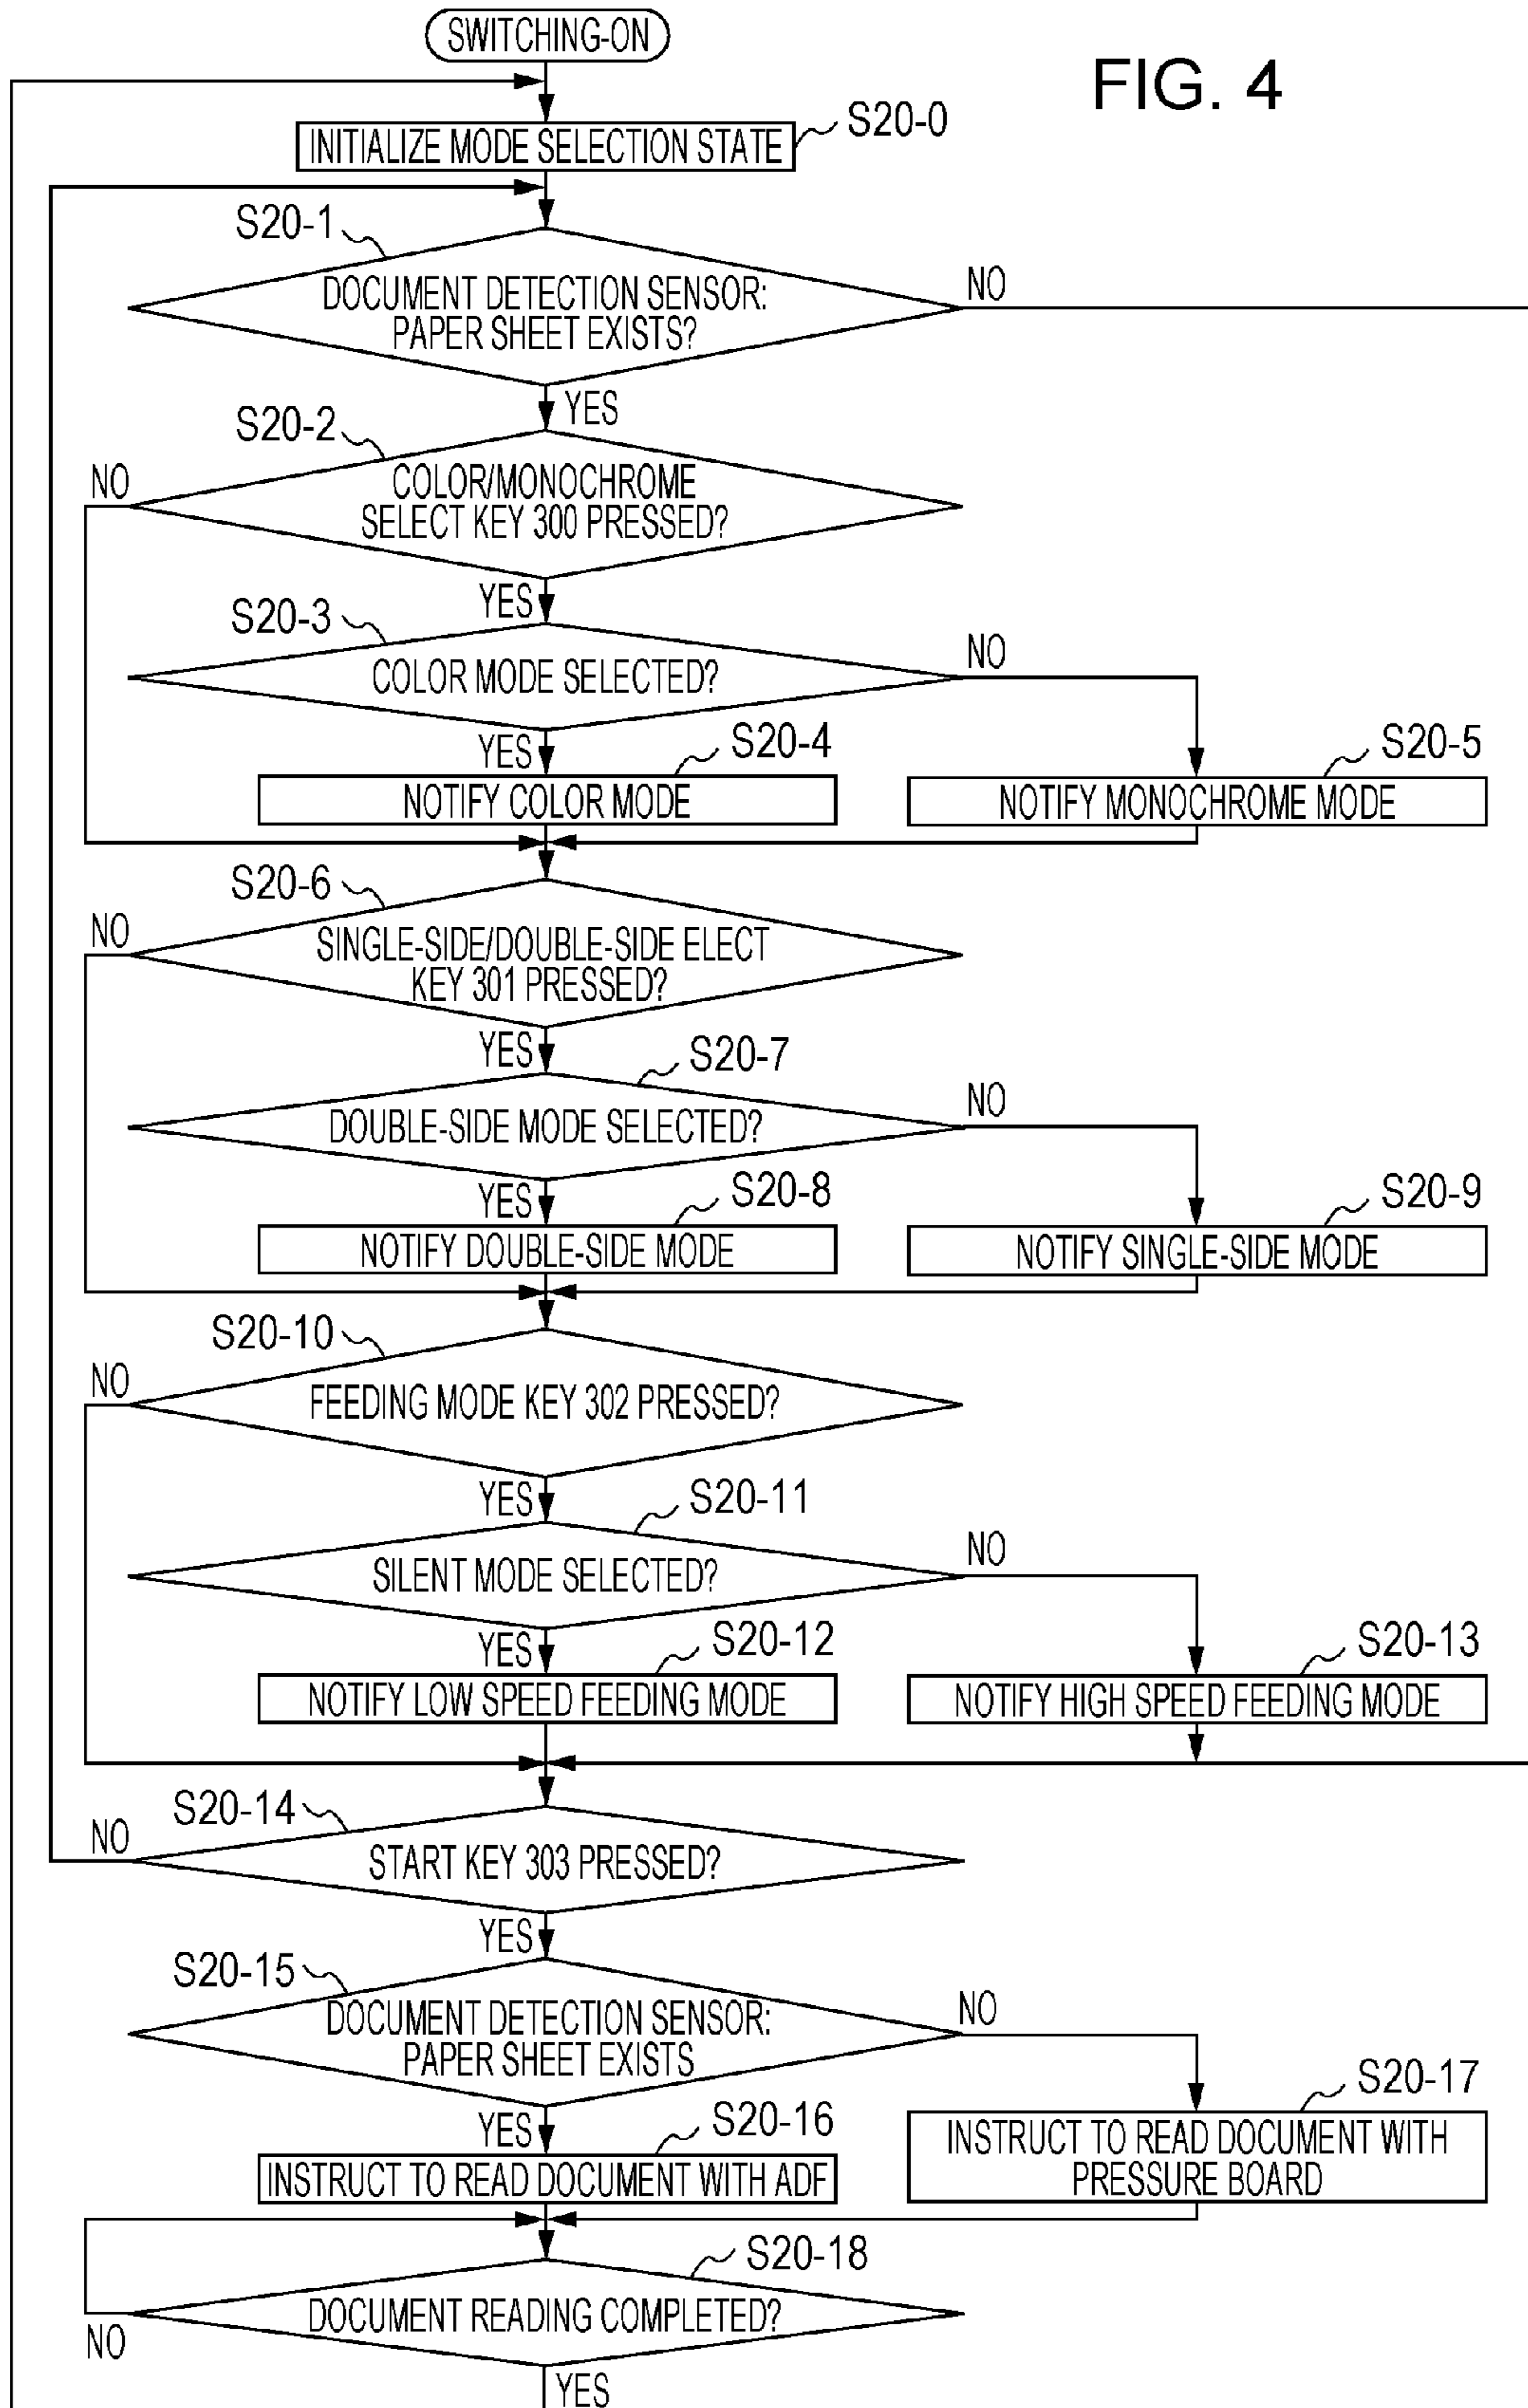 SWITCHING-ON
FIG. 4
S20-0
INITIALIZE MODE SELECTION STATE
S20-1
DOCUMENT DETECTION SENSOR:
PAPER SHEET EXISTS?
NO
YES
S20-2
NO
COLOR/MONOCHROME
SELECT KEY 300 PRESSED?
YES
S20-3
NO
COLOR MODE SELECTED?
YES
S20-4
S20-5
NOTIFY COLOR MODE
NOTIFY MONOCHROME MODE
S20-6
NO
SINGLE-SIDE/DOUBLE-SIDE ELECT
KEY 301 PRESSED?
YES
S20-7
NO
DOUBLE-SIDE MODE SELECTED?
YES
S20-8
S20-9
NOTIFY DOUBLE-SIDE MODE
NOTIFY SINGLE-SIDE MODE
S20-10
NO
FEEDING MODE KEY 302 PRESSED?
YES
S20-11
NO
SILENT MODE SELECTED?
YES
S20-12
S20-13
NOTIFY LOW SPEED FEEDING MODE
NOTIFY HIGH SPEED FEEDING MODE
S20-14
NO
START KEY 303 PRESSED?
YES
S20-15
NO
DOCUMENT DETECTION SENSOR:
PAPER SHEET EXISTS
YES
S20-16
S20-17
INSTRUCT TO READ DOCUMENT WITH ADF
INSTRUCT TO READ DOCUMENT WITH
PRESSURE BOARD
S20-18
DOCUMENT READING COMPLETED?
NO
YES